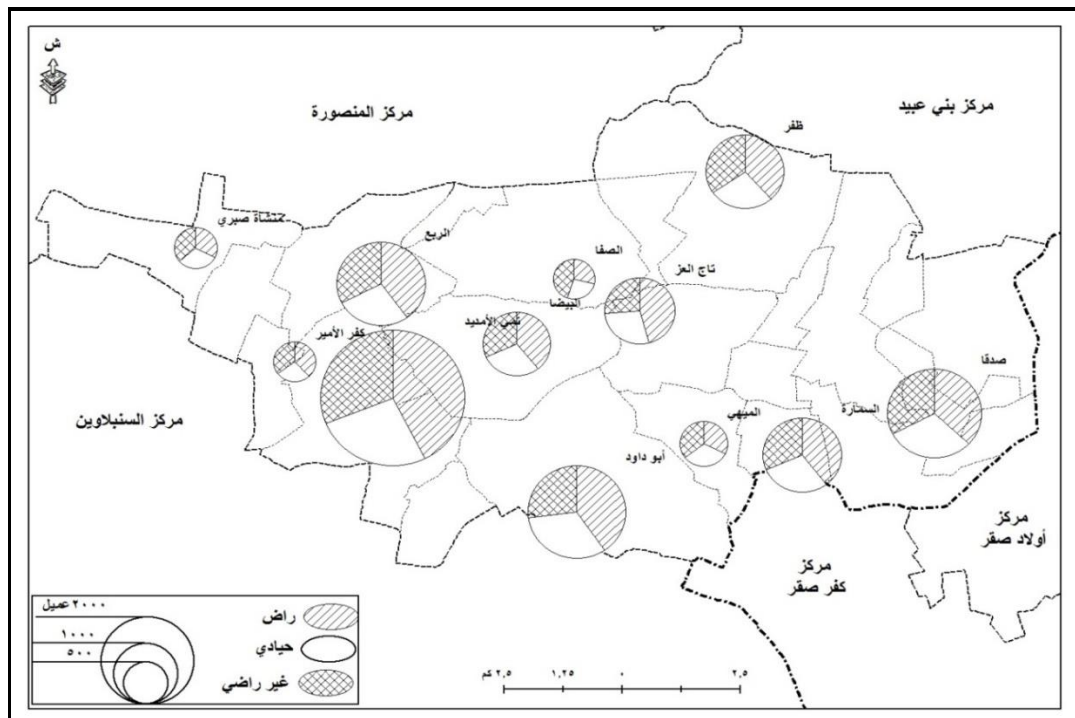 ش
مركز بني عبيد
مركز المنصورة
ظفر
منشاة صبري
الربع
الصفا
تاج العز
البيضا
تمي الأمديد
كفر الأمير
صدقا
مركز السنبلاوين
الميهي
السمارة
أبو داود
مركز
أولاد صقر
مركز
كفر صقر
٢٠٠٠ عميل
١٠٠٠
٥٠٠
راض
حيادي
غير راضي
٢,٥ كم
١,٢٥
٠
٢,٥